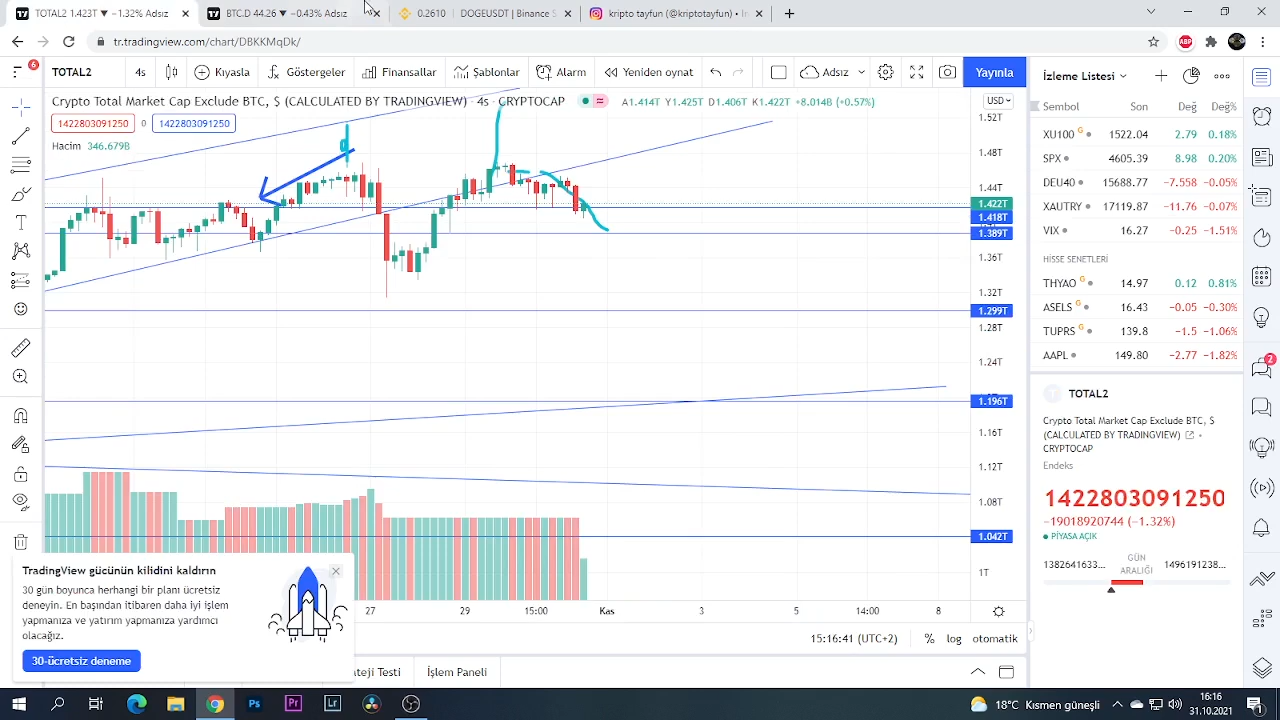 TOTAL2 1.423T ▼ −1.32% Adsız
BTC.D 44.26 ▼ −0.43% Adsız
0.2610 | DOGEUSDT | Binance S
kripto tayfun (@kriptotayfun) • In
tr.tradingview.com/chart/DBKKMqDk/
ABP
6
TOTAL2
4s
Kıyasla
Göstergeler
Finansallar
Şablonlar
Alarm
Yeniden oynat
Adsız
Yayınla
İzleme Listesi
Crypto Total Market Cap Exclude BTC, $ (CALCULATED BY TRADINGVIEW) • 4s • CRYPTOCAP
A1.414T Y1.425T D1.406T K1.422T +8.014B (+0.57%)
1422803091250 0 1422803091250
Hacim 346.679B
USD
1.52T
1.48T
1.44T
1.422T
1.418T
1.389T
1.36T
1.32T
1.299T
1.28T
1.24T
1.196T
1.16T
1.12T
1.08T
1.042T
1T
27 29 15:00 Kas 3 5 14:00 8
15:16:41 (UTC+2) % log otomatik
TradingView gücünün kilidini kaldırın
30 gün boyunca herhangi bir planı ücretsiz
deneyin. En başından itibaren daha iyi işlem
yapmanıza ve yatırım yapmanıza yardımcı
olacağız.
30-ücretsiz deneme
ateji Testi
İşlem Paneli
Sembol Son Değ Değ%
XU100 G 1522.04 2.79 0.18%
SPX 4605.39 8.98 0.20%
DEU40 15688.77 −7.558 −0.05%
XAUTRY 17119.87 −11.76 −0.07%
VIX 16.27 −0.25 −1.51%
HİSSE SENETLERİ
THYAO G 14.97 0.12 0.81%
ASELS G 16.43 −0.05 −0.30%
TUPRS G 139.8 −1.5 −1.06%
AAPL 149.80 −2.77 −1.82%
2
TOTAL2
Crypto Total Market Cap Exclude BTC, $
(CALCULATED BY TRADINGVIEW) •
CRYPTOCAP
Endeks
1422803091250
−19018920744 (−1.32%)
PİYASA AÇIK
1382641633... GÜN ARALIĞI 1496191238...
Ps
Pr
Lr
18°C Kısmen güneşli
16:16
31.10.2021